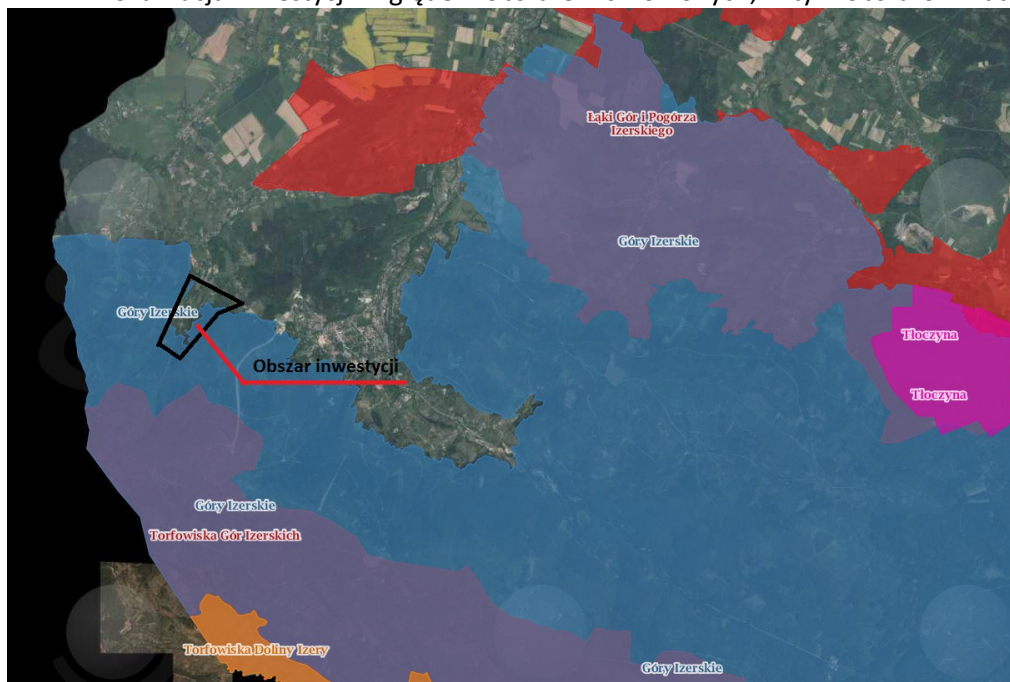 Łąki Gór i Pogórza
Izerskiego
Góry Izerskie
Góry Izerskie
Tłoczyna
Obszar inwestycji
Tłoczyna
Góry Izerskie
Torfowiska Gór Izerskich
Torfowiska Doliny Izery
Góry Izerskie